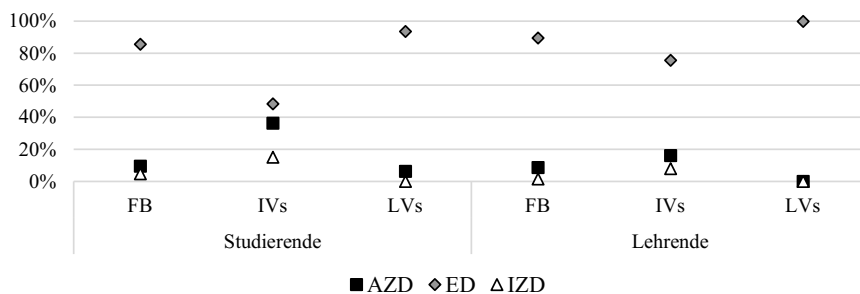 100%
80%
60%
40%
20%
0%
FB IVs LVs FB IVs LVs
Studierende Lehrende
AZD ED IZD